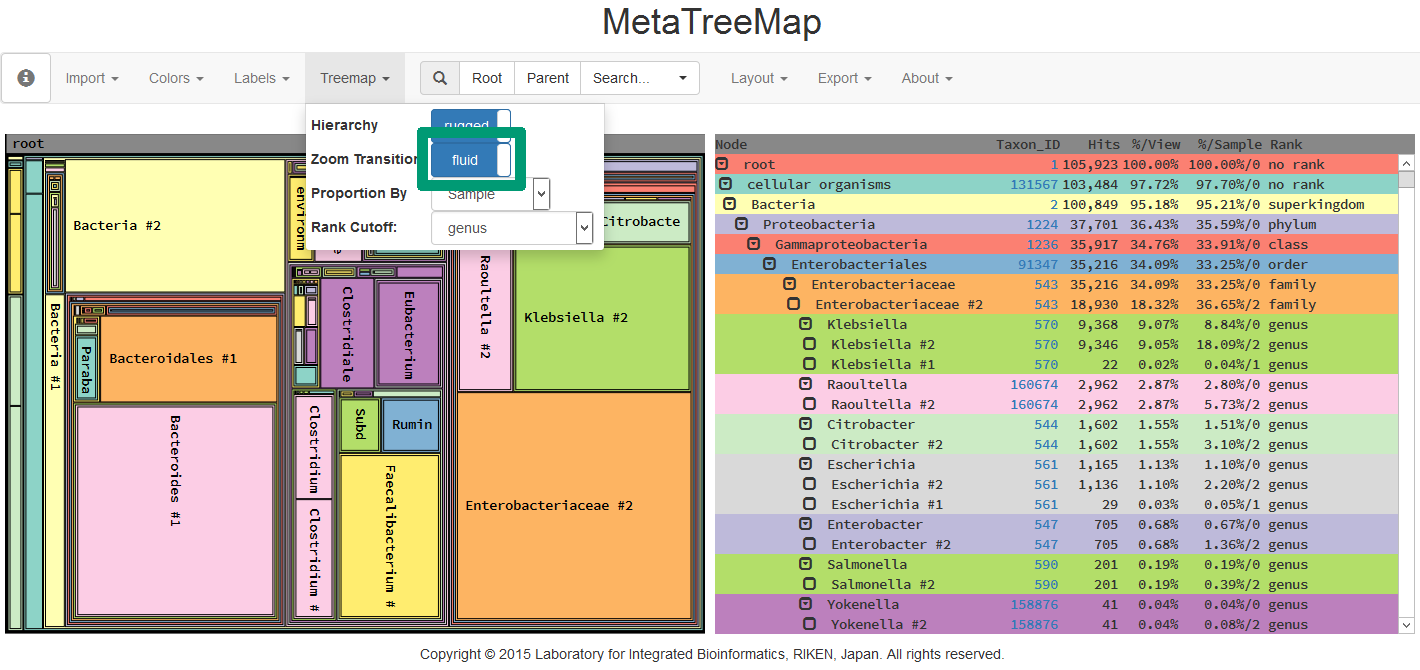 MetaTreeMap
Import Colors Labels Treemap Root Parent Search... Layout Export About
Hierarchy rugged
Zoom Transition fluid
Proportion By Sample
Rank Cutoff: genus
root
Bacteria #2
environm
Citrobacte
Bacteria #1
Paraba
Bacteroidales #1
Bacteroides #1
Clostridiale
Eubacterium
Raoultella #2
Klebsiella #2
Clostridium
Subd
Rumin
Clostridium #
Faecalibacterium #
Enterobacteriaceae #2
Node Taxon_ID Hits %/View %/Sample Rank
root 1 105,923 100.00% 100.00%/0 no rank
cellular organisms 131567 103,484 97.72% 97.70%/0 no rank
Bacteria 2 100,849 95.18% 95.21%/0 superkingdom
Proteobacteria 1224 37,701 36.43% 35.59%/0 phylum
Gammaproteobacteria 1236 35,917 34.76% 33.91%/0 class
Enterobacteriales 91347 35,216 34.09% 33.25%/0 order
Enterobacteriaceae 543 35,216 34.09% 33.25%/0 family
Enterobacteriaceae #2 543 18,930 18.32% 36.65%/2 family
Klebsiella 570 9,368 9.07% 8.84%/0 genus
Klebsiella #2 570 9,346 9.05% 18.09%/2 genus
Klebsiella #1 570 22 0.02% 0.04%/1 genus
Raoultella 160674 2,962 2.87% 2.80%/0 genus
Raoultella #2 160674 2,962 2.87% 5.73%/2 genus
Citrobacter 544 1,602 1.55% 1.51%/0 genus
Citrobacter #2 544 1,602 1.55% 3.10%/2 genus
Escherichia 561 1,165 1.13% 1.10%/0 genus
Escherichia #2 561 1,136 1.10% 2.20%/2 genus
Escherichia #1 561 29 0.03% 0.05%/1 genus
Enterobacter 547 705 0.68% 0.67%/0 genus
Enterobacter #2 547 705 0.68% 1.36%/2 genus
Salmonella 590 201 0.19% 0.19%/0 genus
Salmonella #2 590 201 0.19% 0.39%/2 genus
Yokenella 158876 41 0.04% 0.04%/0 genus
Yokenella #2 158876 41 0.04% 0.08%/2 genus
Copyright © 2015 Laboratory for Integrated Bioinformatics, RIKEN, Japan. All rights reserved.